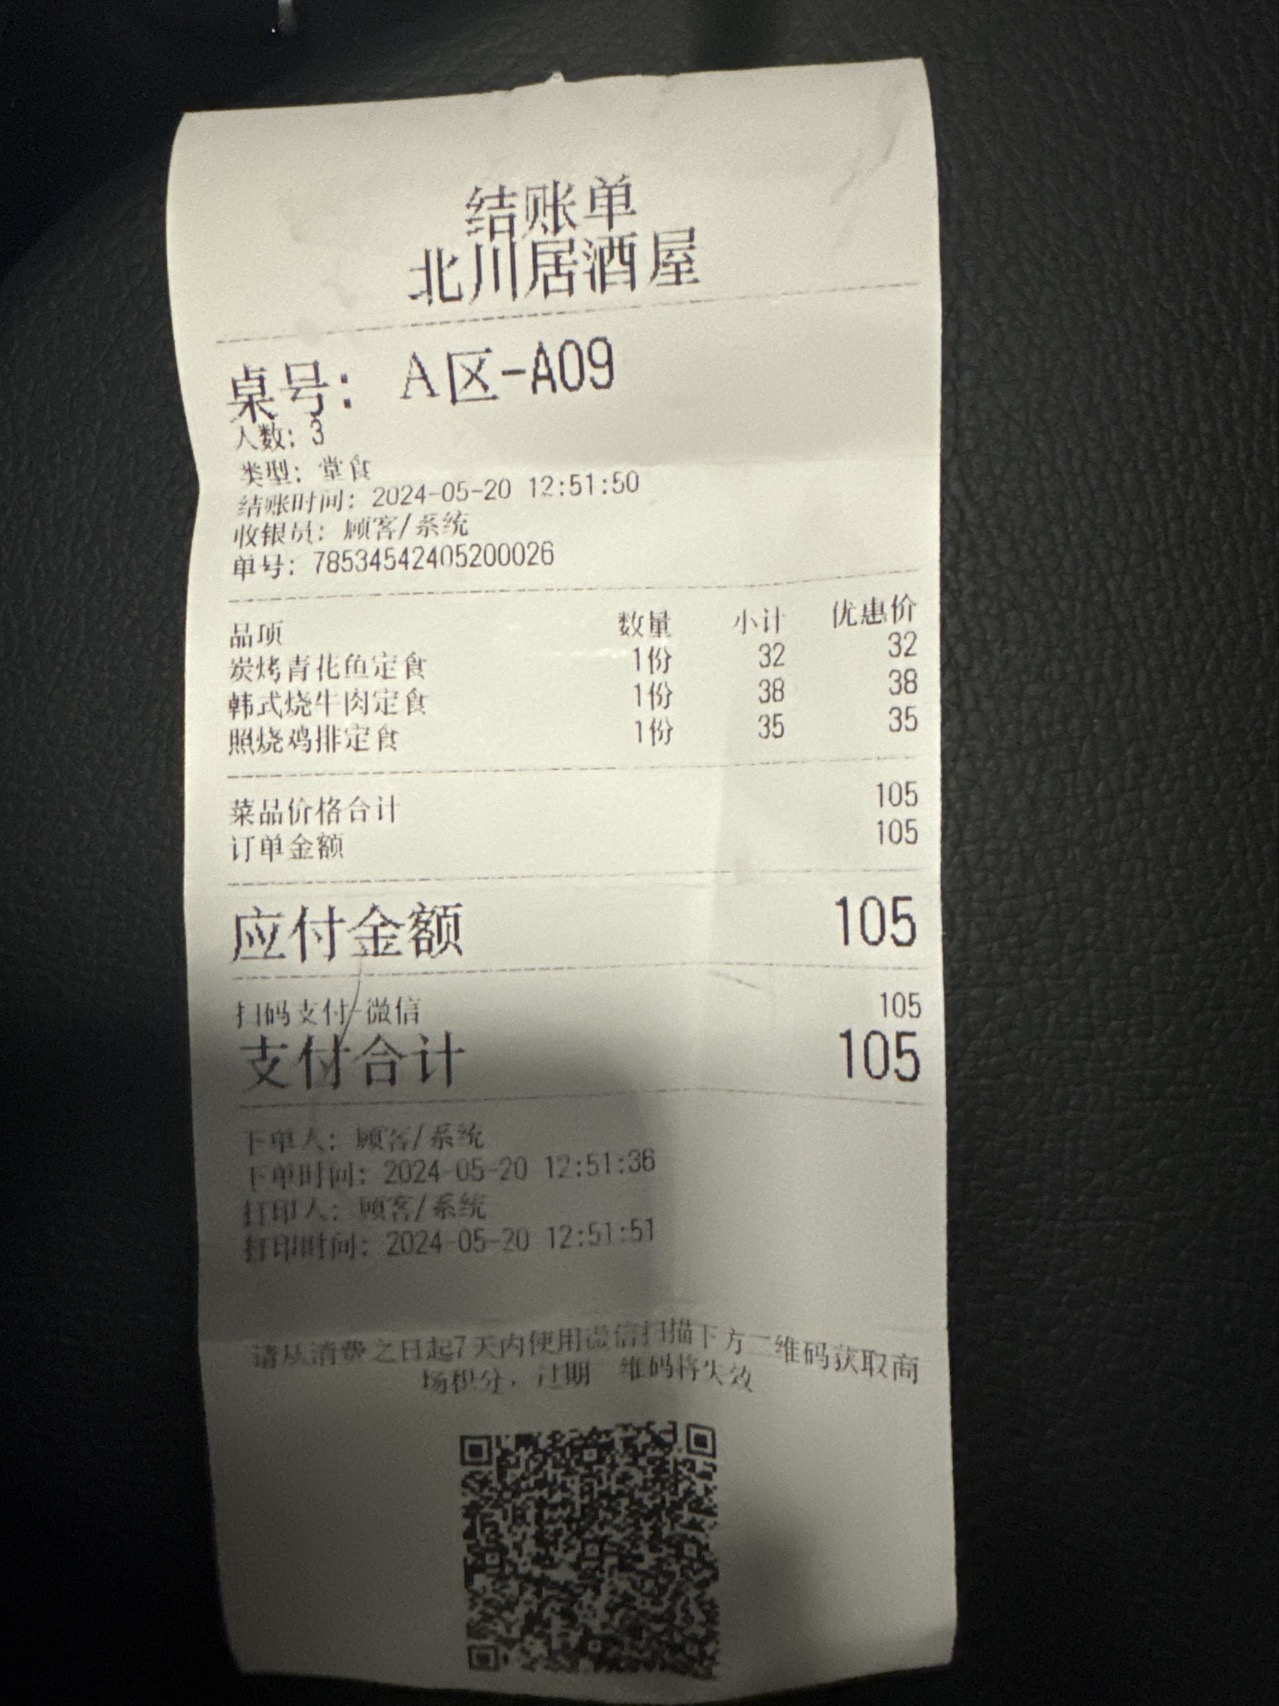 结账单
北川居酒屋
桌号: A区-A09
人数: 3
类型: 堂食
结账时间: 2024-05-20 12:51:50
收银员: 顾客/系统
单号: 78534542405200026
品项 数量 小计 优惠价
炭烤青花鱼定食 1份 32 32
韩式烧牛肉定食 1份 38 38
照烧鸡排定食 1份 35 35
菜品价格合计 105
订单金额 105
应付金额 105
扫码支付-微信 105
支付合计 105
下单人: 顾客/系统
下单时间: 2024-05-20 12:51:36
打印人: 顾客/系统
打印时间: 2024-05-20 12:51:51
请从消费之日起7天内使用微信扫描下方二维码获取商
场积分，过期二维码将失效